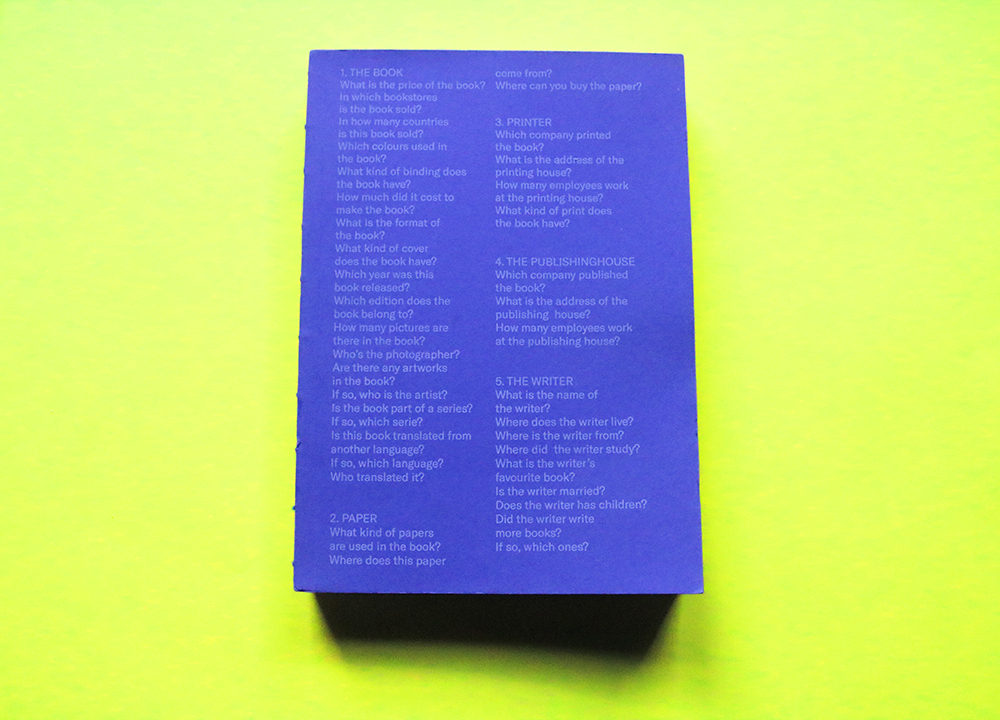 1. THE BOOK
What is the price of the book?
In which bookstores
is the book sold?
In how many countries
is this book sold?
Which colours used in
the book?
What kind of binding does
the book have?
How much did it cost to
make the book?
What is the format of
the book?
What kind of cover
does the book have?
Which year was this
book released?
Which edition does the
book belong to?
How many pictures are
there in the book?
Who's the photographer?
Are there any artworks
in the book?
If so, who is the artist?
Is the book part of a series?
If so, which serie?
Is this book translated from
another language?
If so, which language?
Who translated it?
2. PAPER
What kind of papers
are used in the book?
Where does this paper
come from?
Where can you buy the paper?
3. PRINTER
Which company printed
the book?
What is the address of the
printing house?
How many employees work
at the printing house?
What kind of print does
the book have?
4. THE PUBLISHINGHOUSE
Which company published
the book?
What is the address of the
publishing house?
How many employees work
at the publishing house?
5. THE WRITER
What is the name of
the writer?
Where does the writer live?
Where is the writer from?
Where did the writer study?
What is the writer's
favourite book?
Is the writer married?
Does the writer has children?
Did the writer write
more books?
If so, which ones?